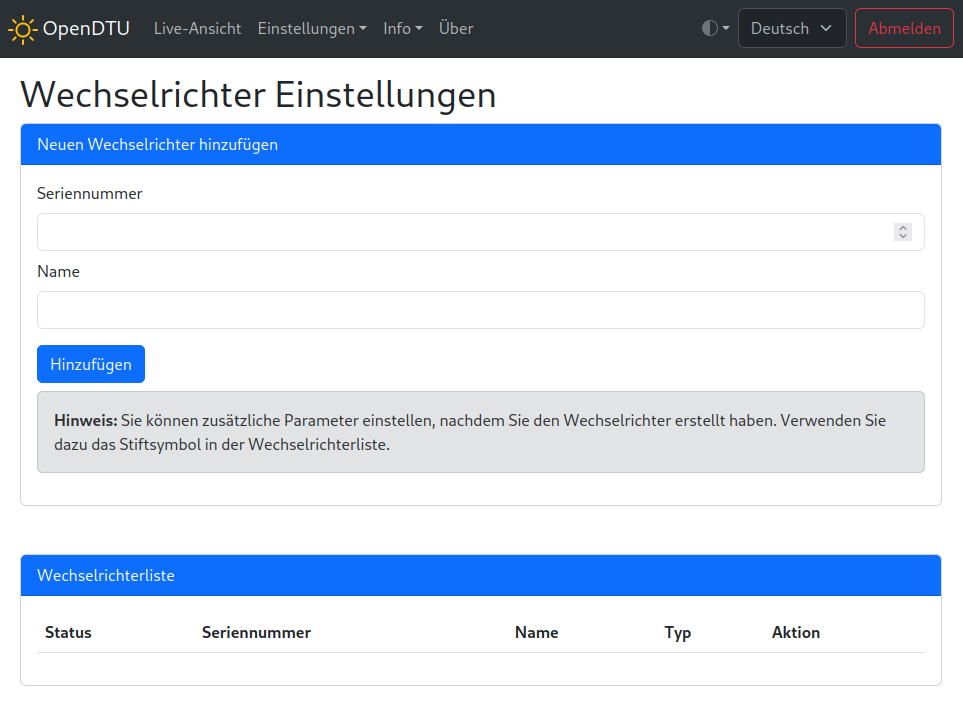 OpenDTU Live-Ansicht Einstellungen Info Über Deutsch Abmelden
Wechselrichter Einstellungen
Neuen Wechselrichter hinzufügen
Seriennummer
Name
Hinzufügen
Hinweis: Sie können zusätzliche Parameter einstellen, nachdem Sie den Wechselrichter erstellt haben. Verwenden Sie
dazu das Stiftsymbol in der Wechselrichterliste.
Wechselrichterliste
Status Seriennummer Name Typ Aktion